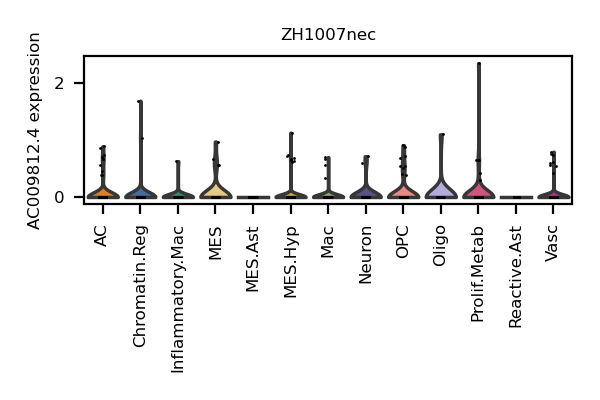 ZH1007nec
AC009812.4 expression
2
0
AC
Chromatin.Reg
Inflammatory.Mac
MES
MES.Ast
MES.Hyp
Mac
Neuron
OPC
Oligo
Prolif.Metab
Reactive.Ast
Vasc